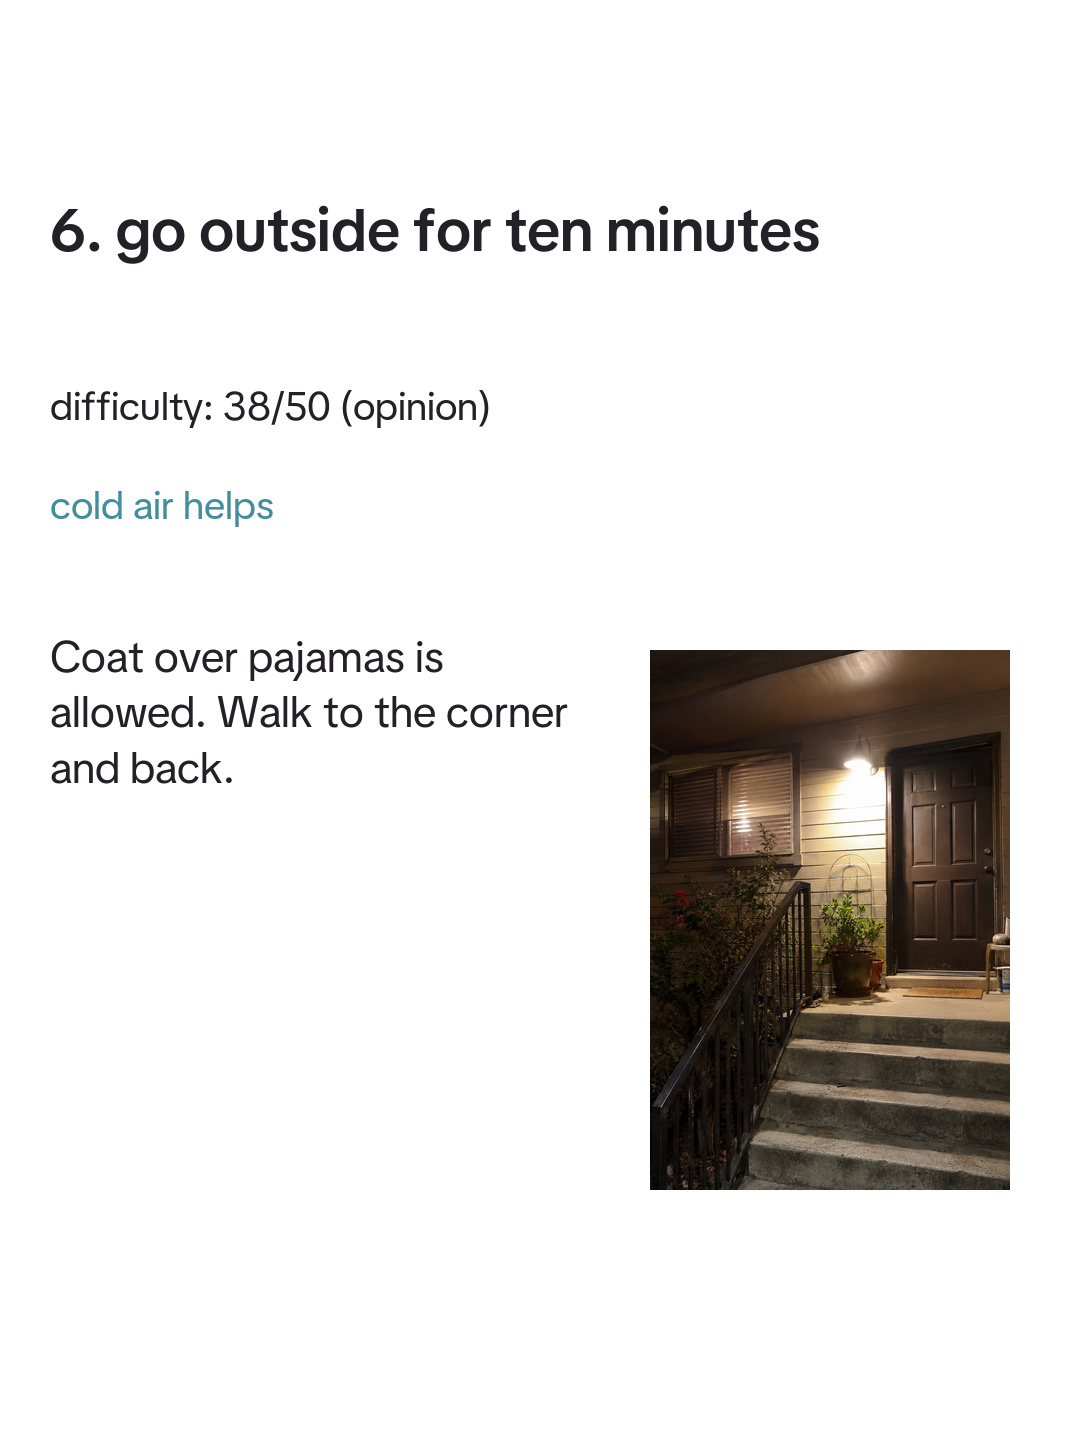 6. go outside for ten minutes
difficulty: 38/50 (opinion)
cold air helps
Coat over pajamas is
allowed. Walk to the corner
and back.